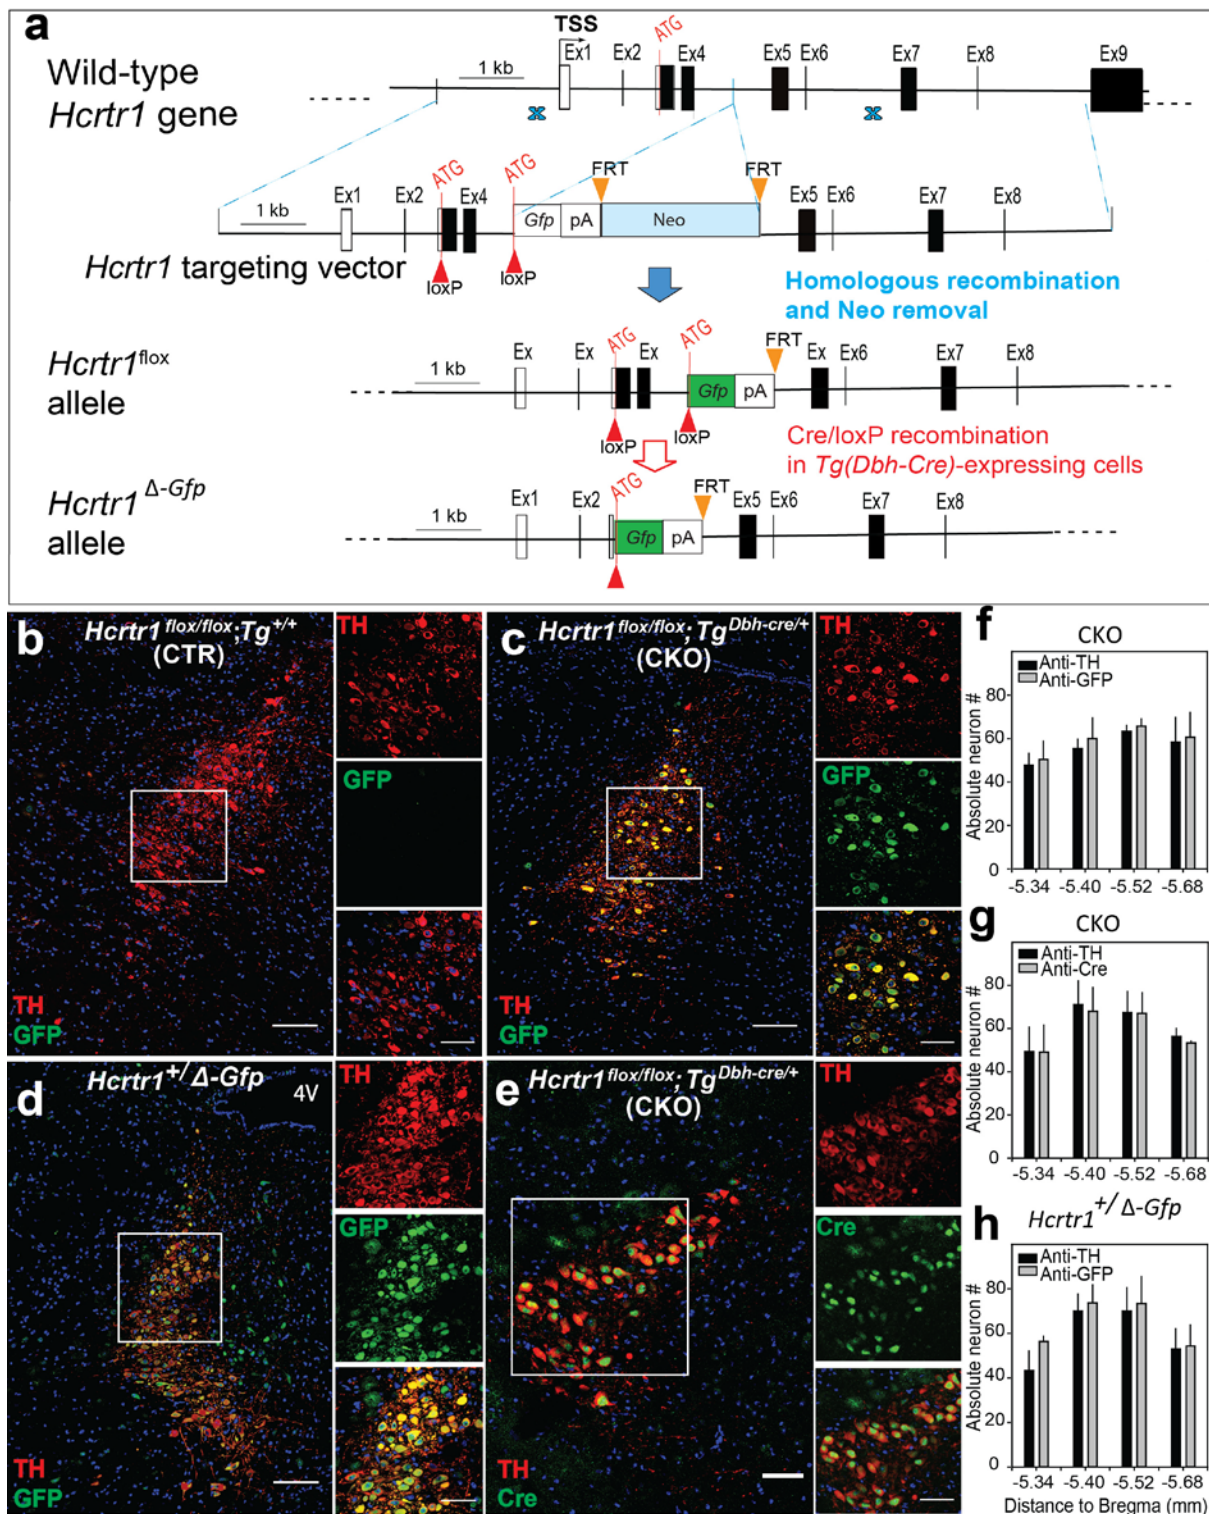 a
TSS
Ex1 Ex2 ATG Ex4 Ex5 Ex6 Ex7 Ex8 Ex9
Wild-type
Hcrtr1 gene
1 kb
x x
ATG ATG FRT FRT
Ex1 Ex2 Ex4 Ex5 Ex6 Ex7 Ex8
1 kb
Gfp pA Neo
Hcrtr1 targeting vector
loxP loxP
Homologous recombination
and Neo removal
ATG ATG FRT
Ex Ex Ex Ex Ex6 Ex7 Ex8
Hcrtr1flox
allele
1 kb
Gfp pA
loxP loxP
Cre/loxP recombination
in Tg(Dbh-Cre)-expressing cells
ATG FRT
Ex1 Ex2 Ex5 Ex6 Ex7 Ex8
Hcrtr1Δ-Gfp
allele
1 kb
Gfp pA
b
Hcrtr1flox/flox;Tg+/+
(CTR)
TH
GFP
TH
GFP
c
Hcrtr1flox/flox;TgDbh-cre/+
(CKO)
TH
GFP
TH
GFP
d
Hcrtr1+/Δ-Gfp
4V
TH
GFP
TH
GFP
e
Hcrtr1flox/flox;TgDbh-cre/+
(CKO)
TH
Cre
TH
Cre
f
CKO
Anti-TH
Anti-GFP
Absolute neuron #
80
60
40
20
0
-5.34 -5.40 -5.52 -5.68
g
CKO
Anti-TH
Anti-Cre
Absolute neuron #
80
60
40
20
0
-5.34 -5.40 -5.52 -5.68
h
Hcrtr1+/Δ-Gfp
Anti-TH
Anti-GFP
Absolute neuron #
80
60
40
20
0
-5.34 -5.40 -5.52 -5.68
Distance to Bregma (mm)